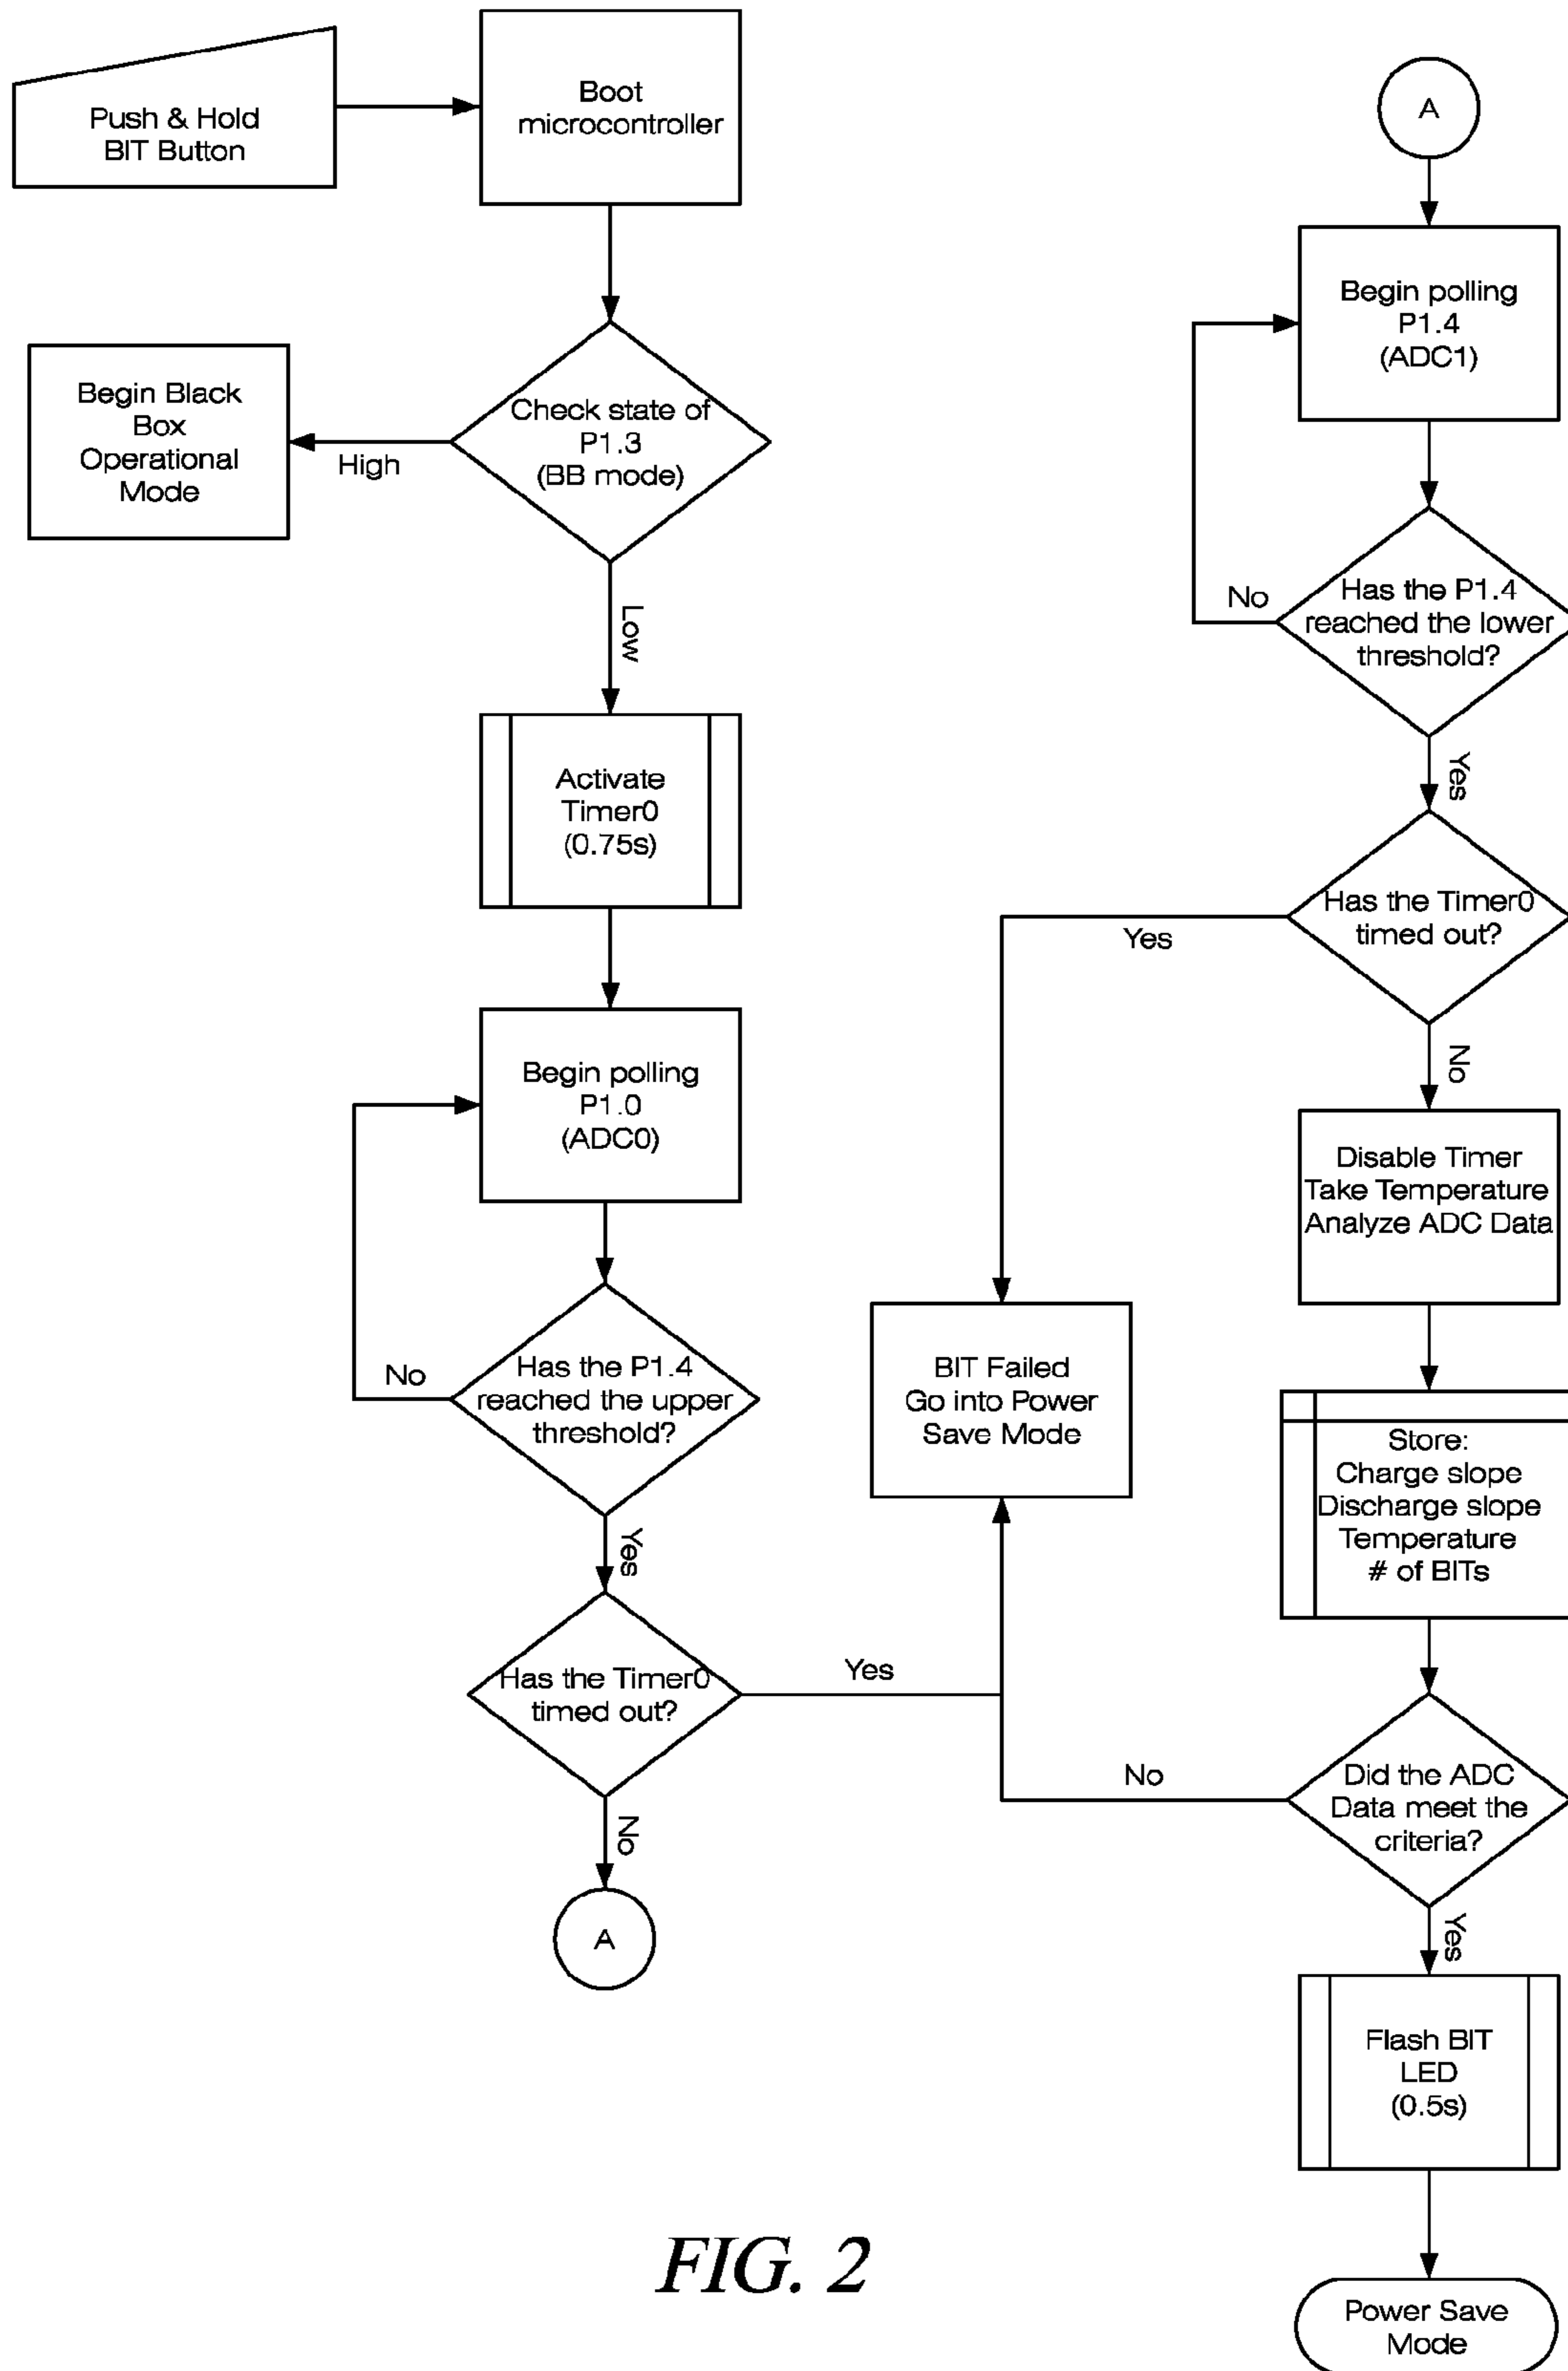 Push & Hold
BIT Button
Boot
microcontroller
Check state of
P1.3
(BB mode)
High
Begin Black
Box
Operational
Mode
Low
Activate
Timer0
(0.75s)
Begin polling
P1.0
(ADC0)
Has the P1.4
reached the upper
threshold?
No
Yes
Has the Timer0
timed out?
Yes
No
A
A
Begin polling
P1.4
(ADC1)
Has the P1.4
reached the lower
threshold?
No
Yes
Has the Timer0
timed out?
Yes
No
BIT Failed
Go into Power
Save Mode
Disable Timer
Take Temperature
Analyze ADC Data
Store:
Charge slope
Discharge slope
Temperature
# of BITs
Did the ADC
Data meet the
criteria?
No
Yes
Flash BIT
LED
(0.5s)
Power Save
Mode
FIG. 2